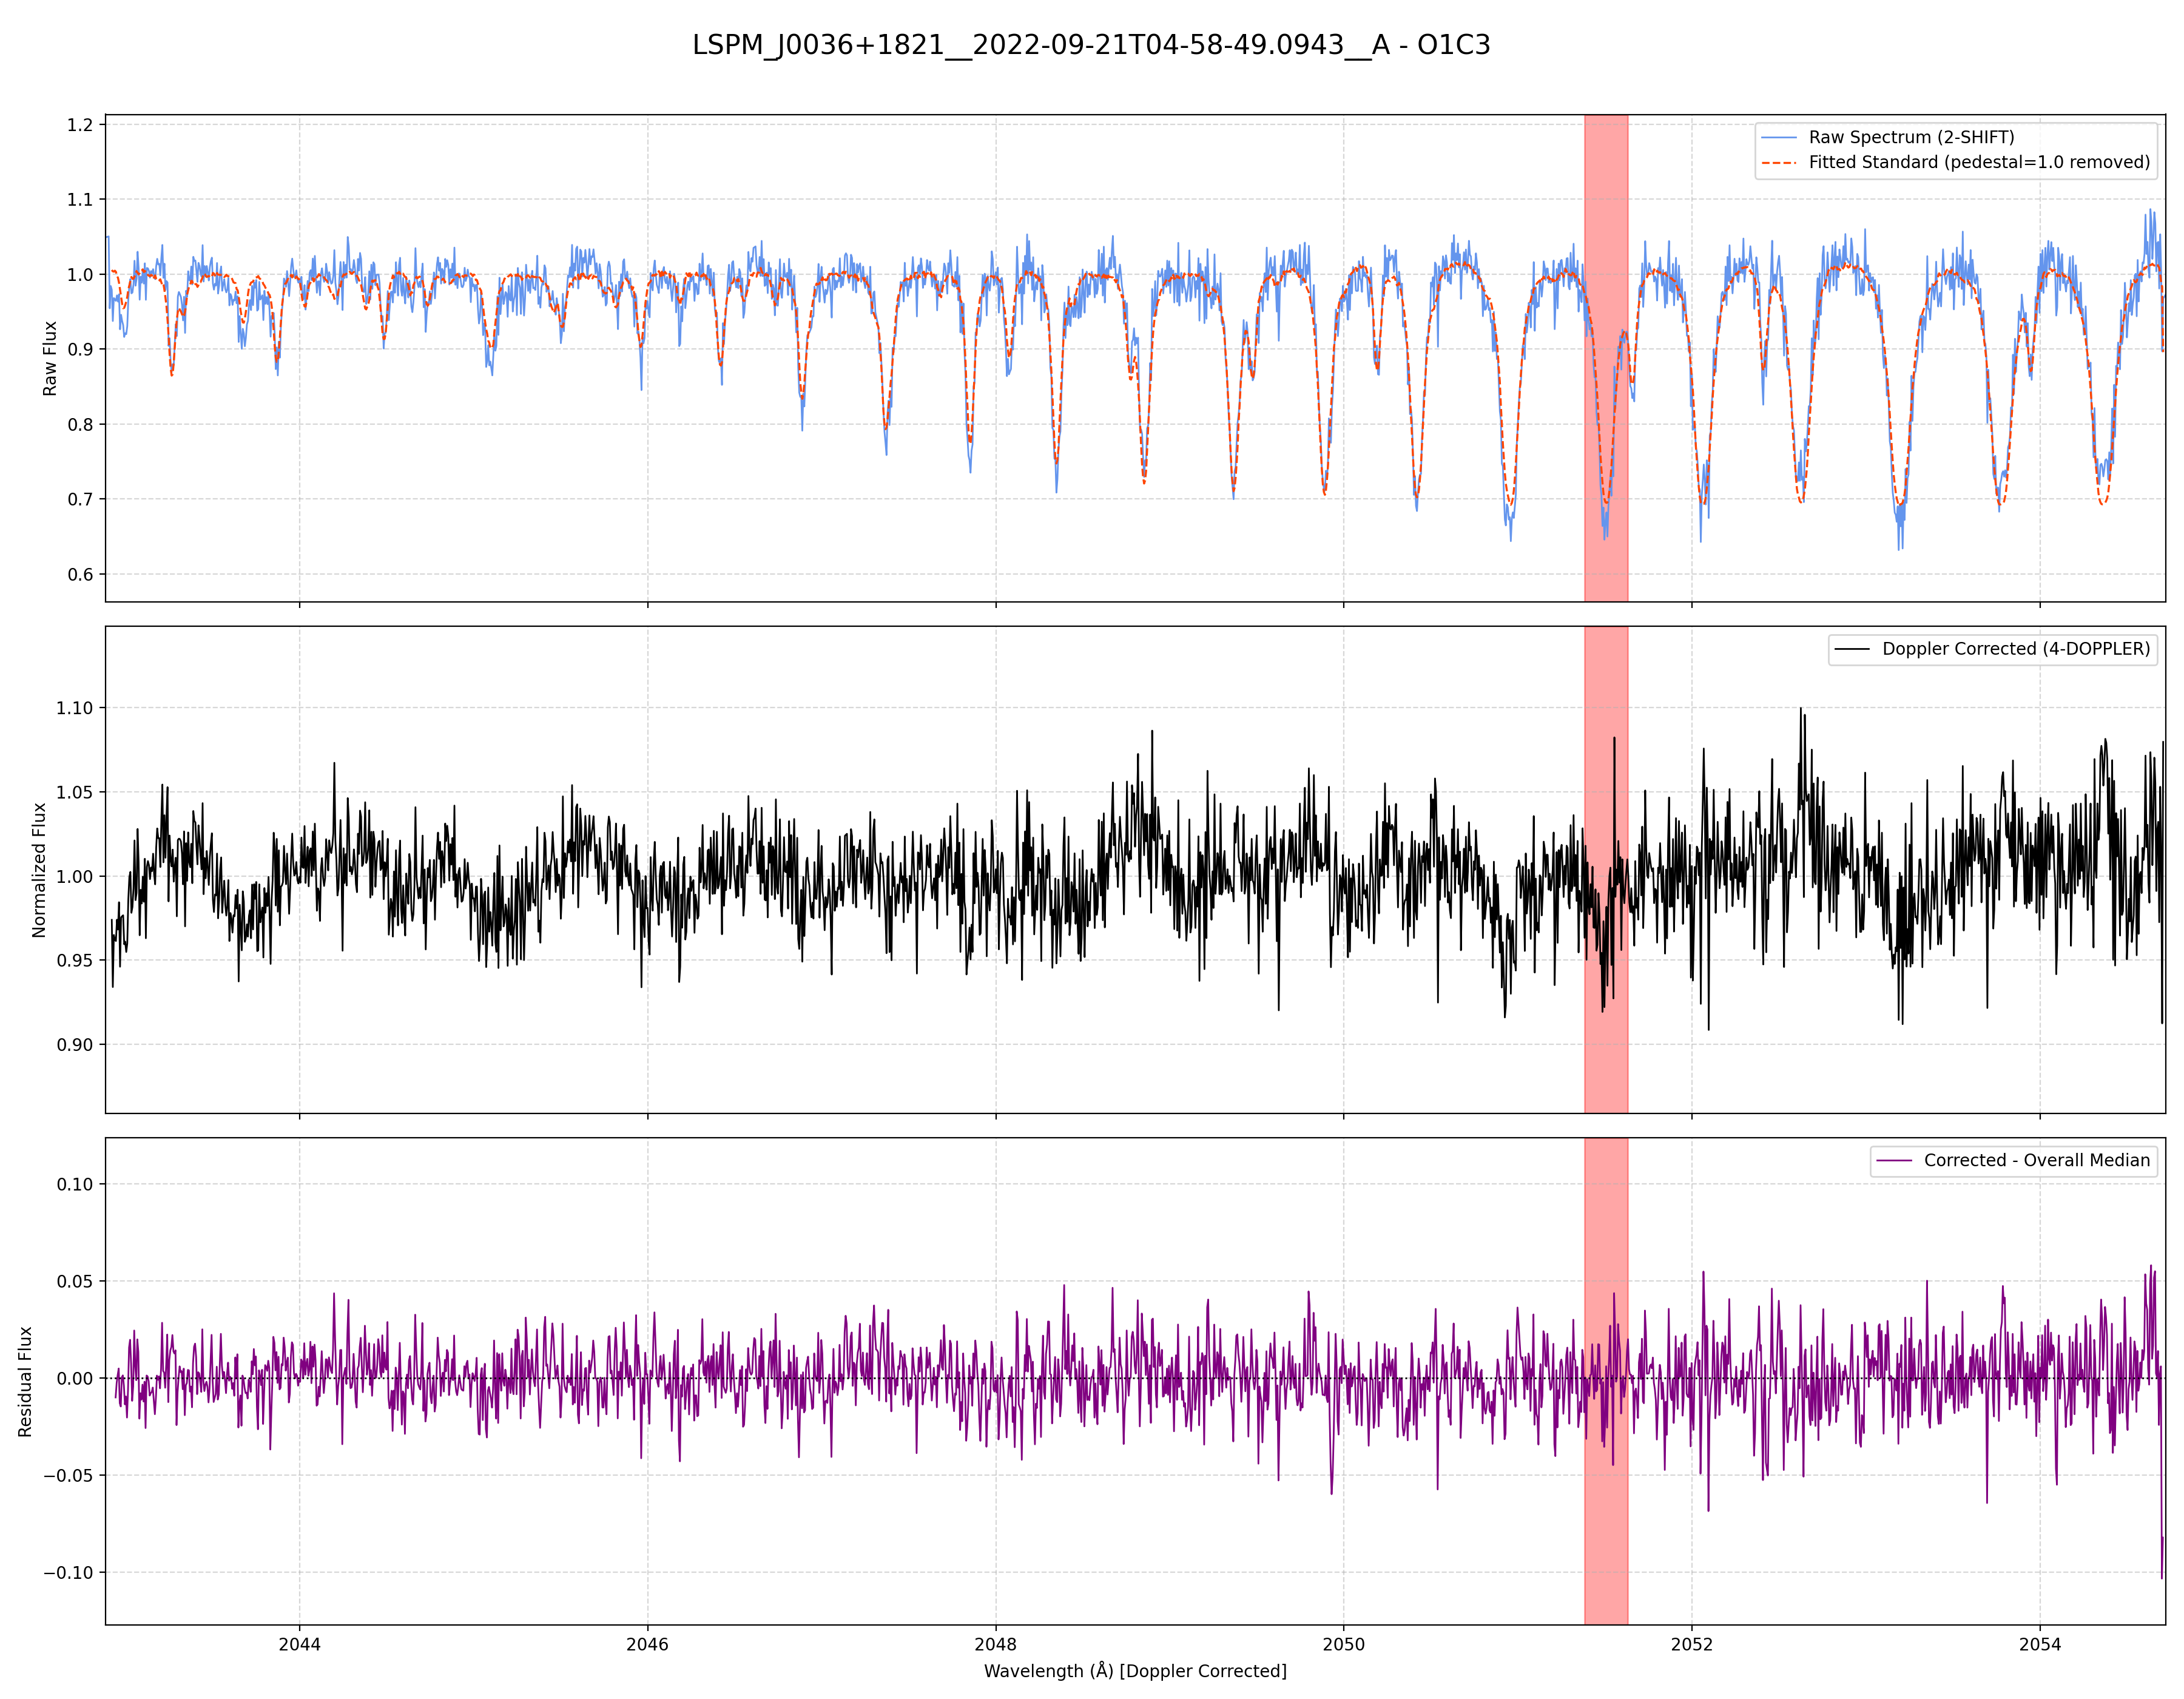 LSPM_J0036+1821__2022-09-21T04-58-49.0943__A - O1C3
Raw Spectrum (2-SHIFT)
Fitted Standard (pedestal=1.0 removed)
1.2
1.1
1.0
0.9
0.8
0.7
0.6
Raw Flux
Doppler Corrected (4-DOPPLER)
1.10
1.05
1.00
0.95
0.90
Normalized Flux
Corrected - Overall Median
0.10
0.05
0.00
−0.05
−0.10
Residual Flux
2044
2046
2048
2050
2052
2054
Wavelength (Å) [Doppler Corrected]